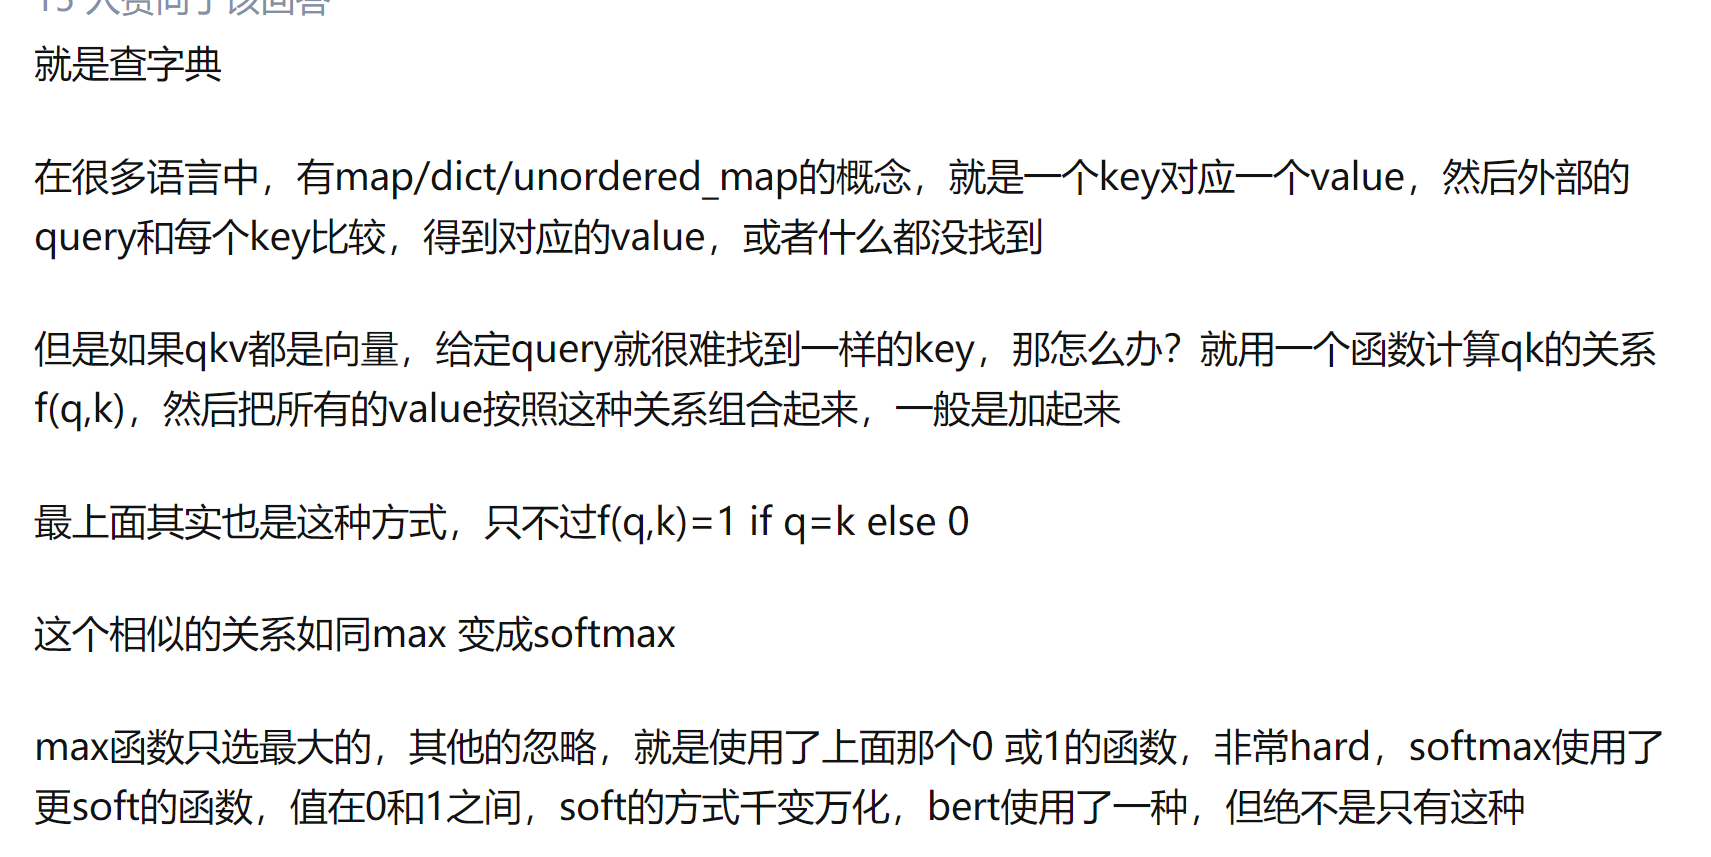 15 人赞同了该回答
就是查字典
在很多语言中，有map/dict/unordered_map的概念，就是一个key对应一个value，然后外部的
query和每个key比较，得到对应的value，或者什么都没找到
但是如果qkv都是向量，给定query就很难找到一样的key，那怎么办？就用一个函数计算qk的关系
f(q,k)，然后把所有的value按照这种关系组合起来，一般是加起来
最上面其实也是这种方式，只不过f(q,k)=1 if q=k else 0
这个相似的关系如同max 变成softmax
max函数只选最大的，其他的忽略，就是使用了上面那个0 或1的函数，非常hard，softmax使用了
更soft的函数，值在0和1之间，soft的方式千变万化，bert使用了一种，但绝不是只有这种